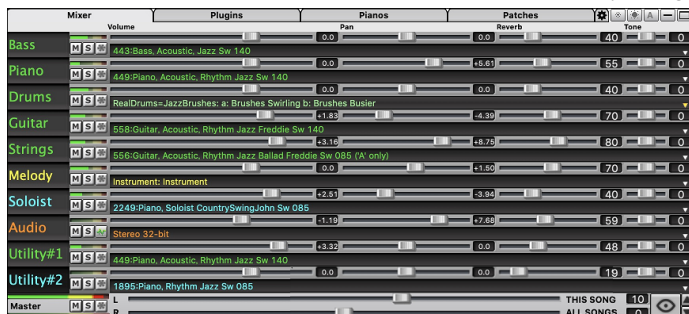 Mixer Plugins Pianos Patches A
Volume Pan Reverb Tone
Bass M S 0.0 0.0 40 0
443:Bass, Acoustic, Jazz Sw 140
Piano M S 0.0 +5.61 55 0
449:Piano, Acoustic, Rhythm Jazz Sw 140
Drums M S 0.0 0.0 40 0
RealDrums=JazzBrushes: a: Brushes Swirling b: Brushes Busier
Guitar M S +1.83 -4.39 70 0
558:Guitar, Acoustic, Rhythm Jazz Freddie Sw 140
Strings M S +3.16 +8.75 80 0
556:Guitar, Acoustic, Rhythm Jazz Ballad Freddie Sw 085 ('A' only)
Melody M S 0.0 +1.50 70 0
Instrument: Instrument
Soloist M S +2.51 -3.94 40 0
2249:Piano, Soloist CountrySwingJohn Sw 085
Audio M S -1.19 +7.68 59 0
Stereo 32-bit
Utility#1 M S +3.32 0.0 48 0
449:Piano, Acoustic, Rhythm Jazz Sw 140
Utility#2 M S 0.0 0.0 19 0
1895:Piano, Rhythm Jazz Sw 085
Master M S L THIS SONG 10
R ALL SONGS 0